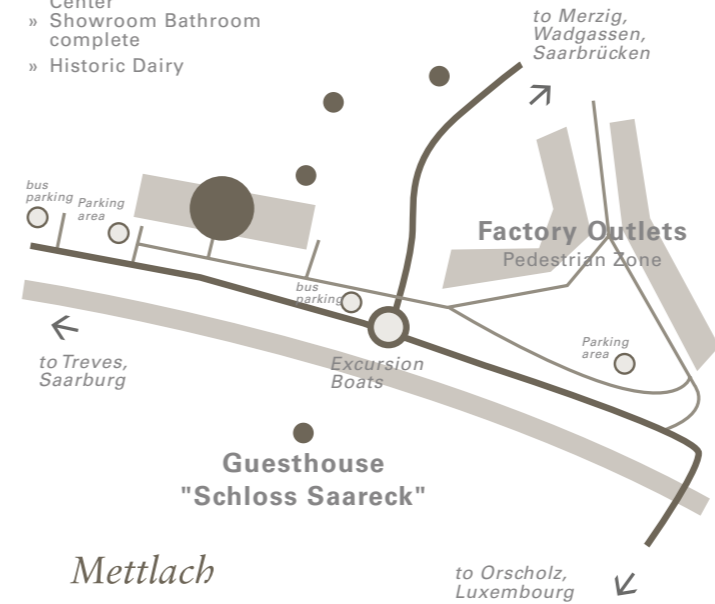 Center
» Showroom Bathroom
complete
» Historic Dairy
to Merzig,
Wadgassen,
Saarbrücken
bus
parking
Parking
area
Factory Outlets
Pedestrian Zone
bus
parking
Excursion
Boats
Parking
area
to Treves,
Saarburg
Guesthouse
"Schloss Saareck"
Mettlach
to Orscholz,
Luxembourg